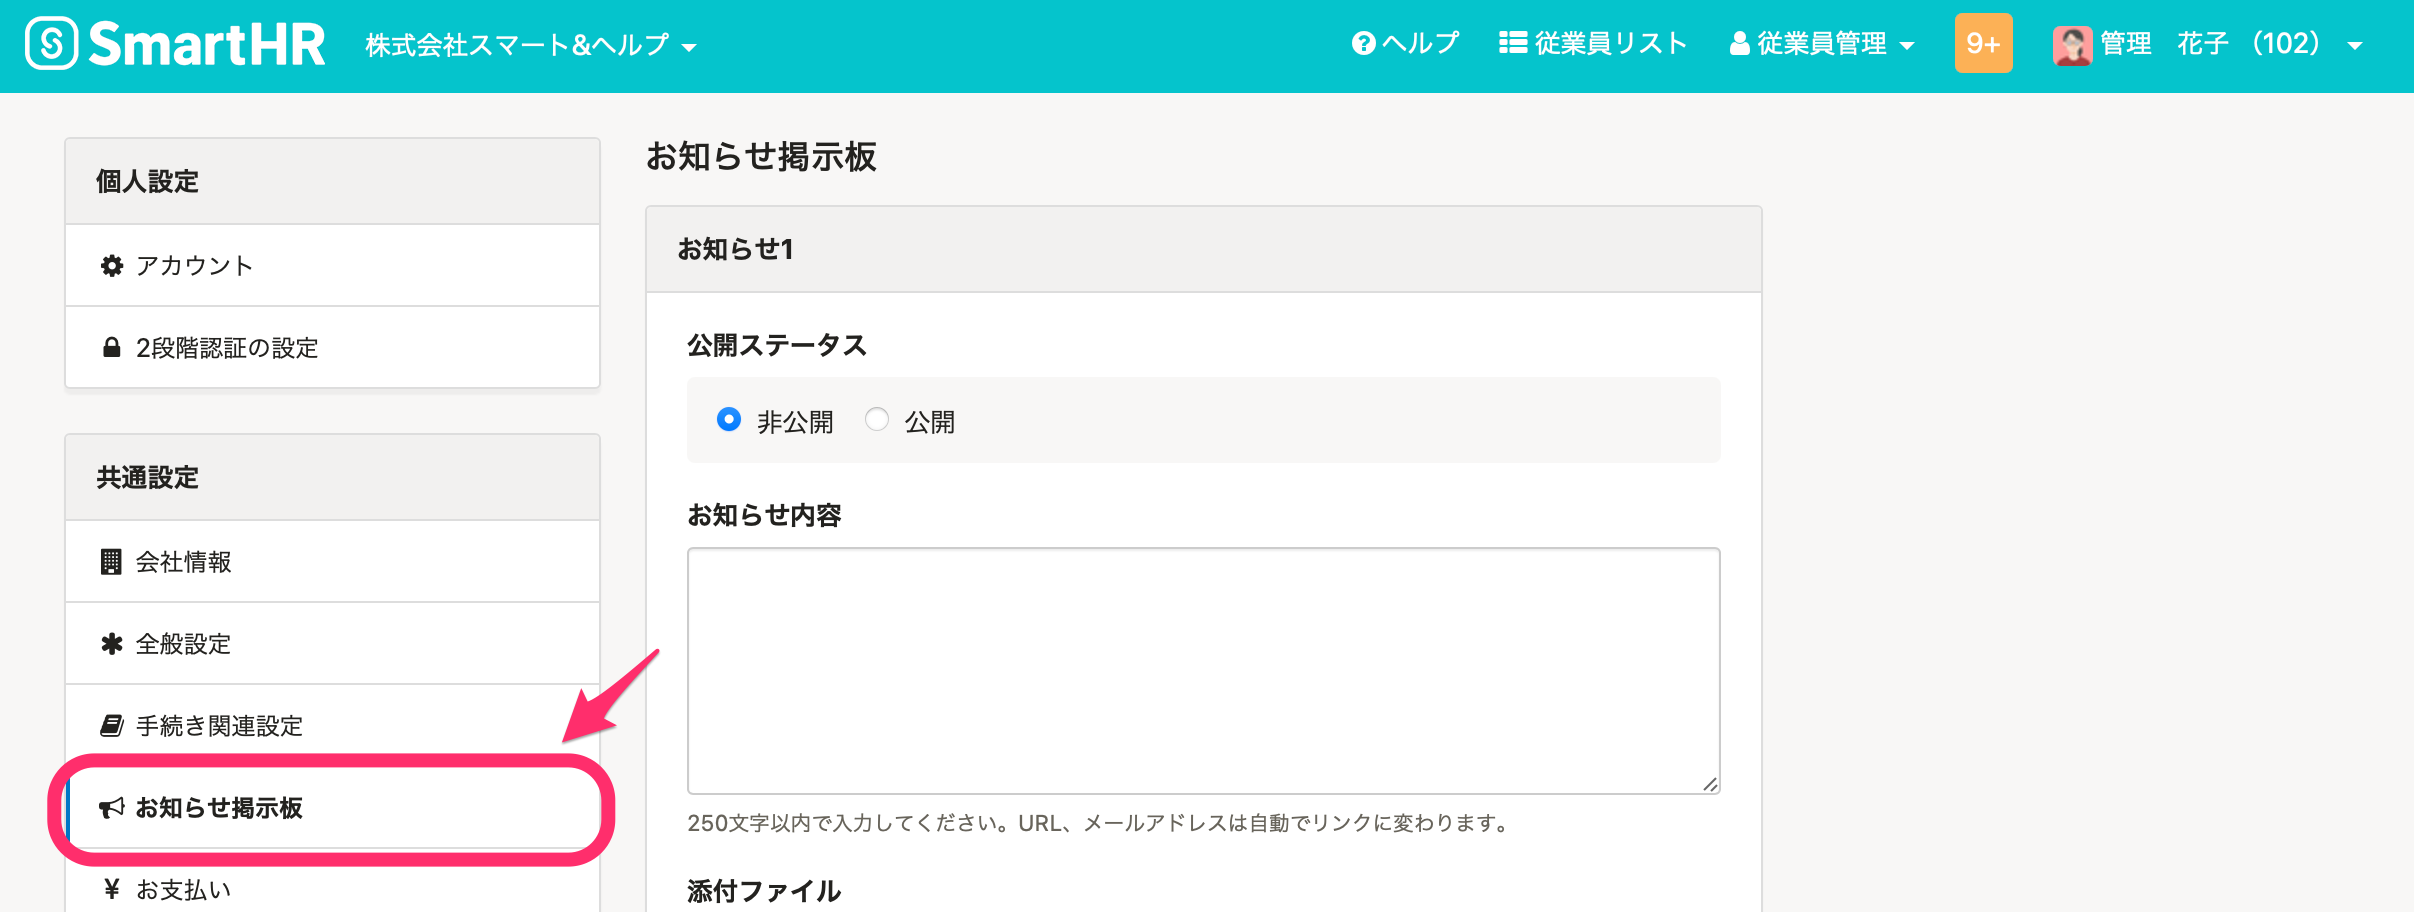 SmartHR 株式会社スマート&ヘルプ ヘルプ 従業員リスト 従業員管理 9+ 管理 花子 (102)
個人設定
アカウント
2段階認証の設定
共通設定
会社情報
全般設定
手続き関連設定
お知らせ掲示板
お支払い
お知らせ掲示板
お知らせ1
公開ステータス
非公開 公開
お知らせ内容
250文字以内で入力してください。URL、メールアドレスは自動でリンクに変わります。
添付ファイル